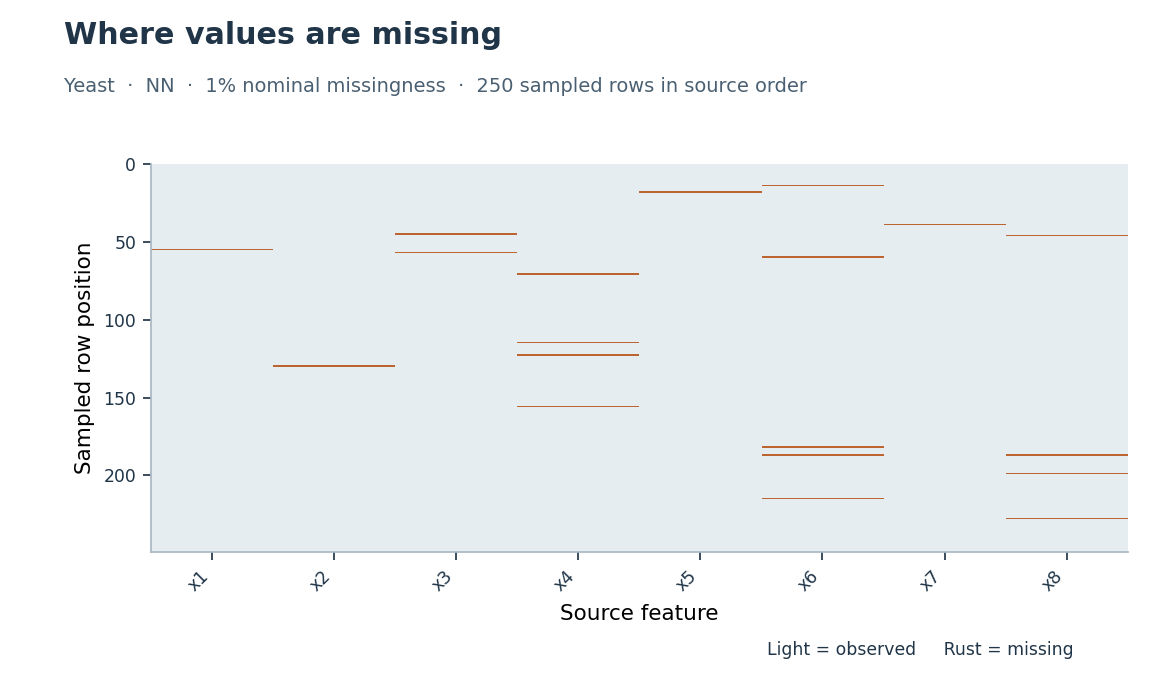 Where values are missing
Yeast · NN · 1% nominal missingness · 250 sampled rows in source order
0
50
100
150
200
Sampled row position
x1 x2 x3 x4 x5 x6 x7 x8
Source feature
Light = observed Rust = missing